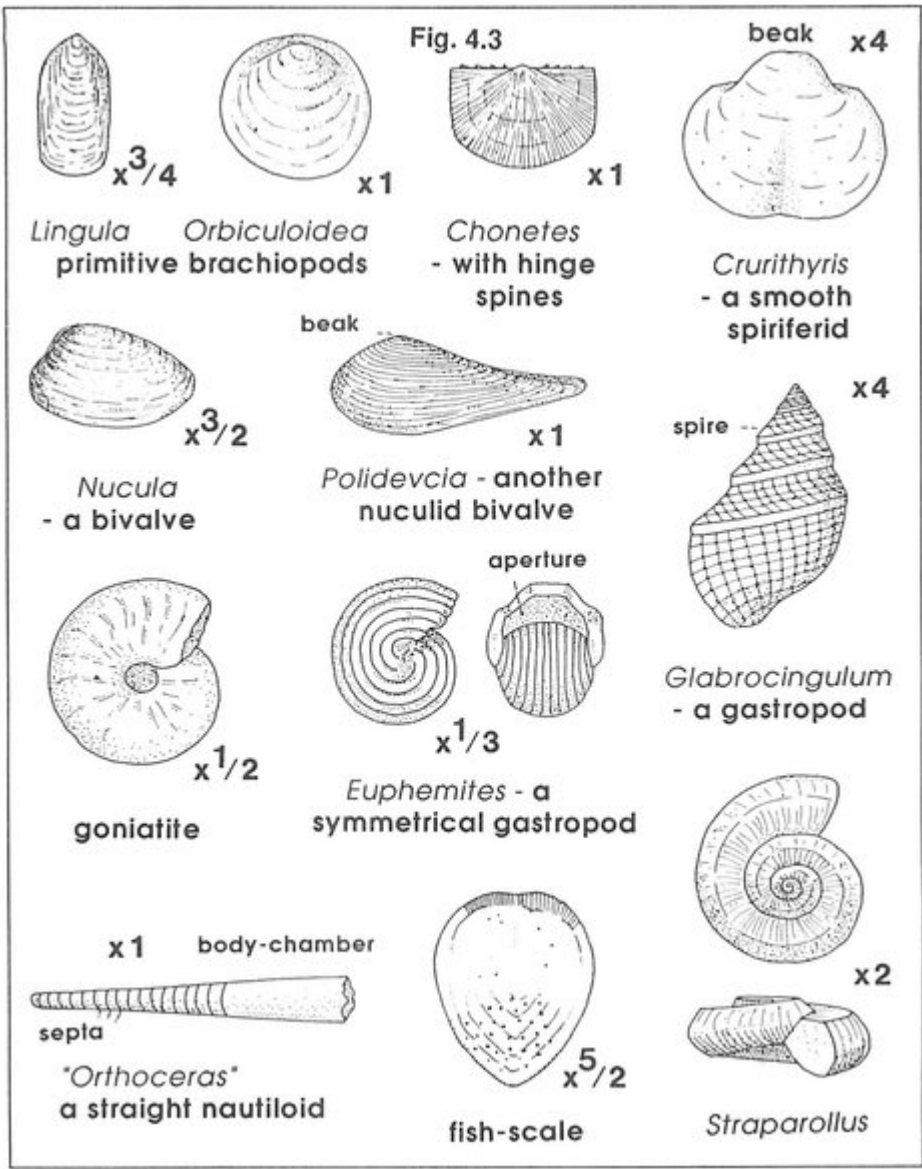 Fig. 4.3
beak
x4
x3/4
x1
x1
Lingula Orbiculoidea
primitive brachiopods
Chonetes
- with hinge
spines
Crurithyris
- a smooth
spiriferid
beak
x3/2
x1
x4
spire
Nucula
- a bivalve
Polidevcia - another
nuculid bivalve
aperture
Glabrocingulum
- a gastropod
x1/2
x1/3
goniatite
Euphemites - a
symmetrical gastropod
x1
body-chamber
septa
x2
"Orthoceras"
a straight nautiloid
x5/2
fish-scale
Straparollus